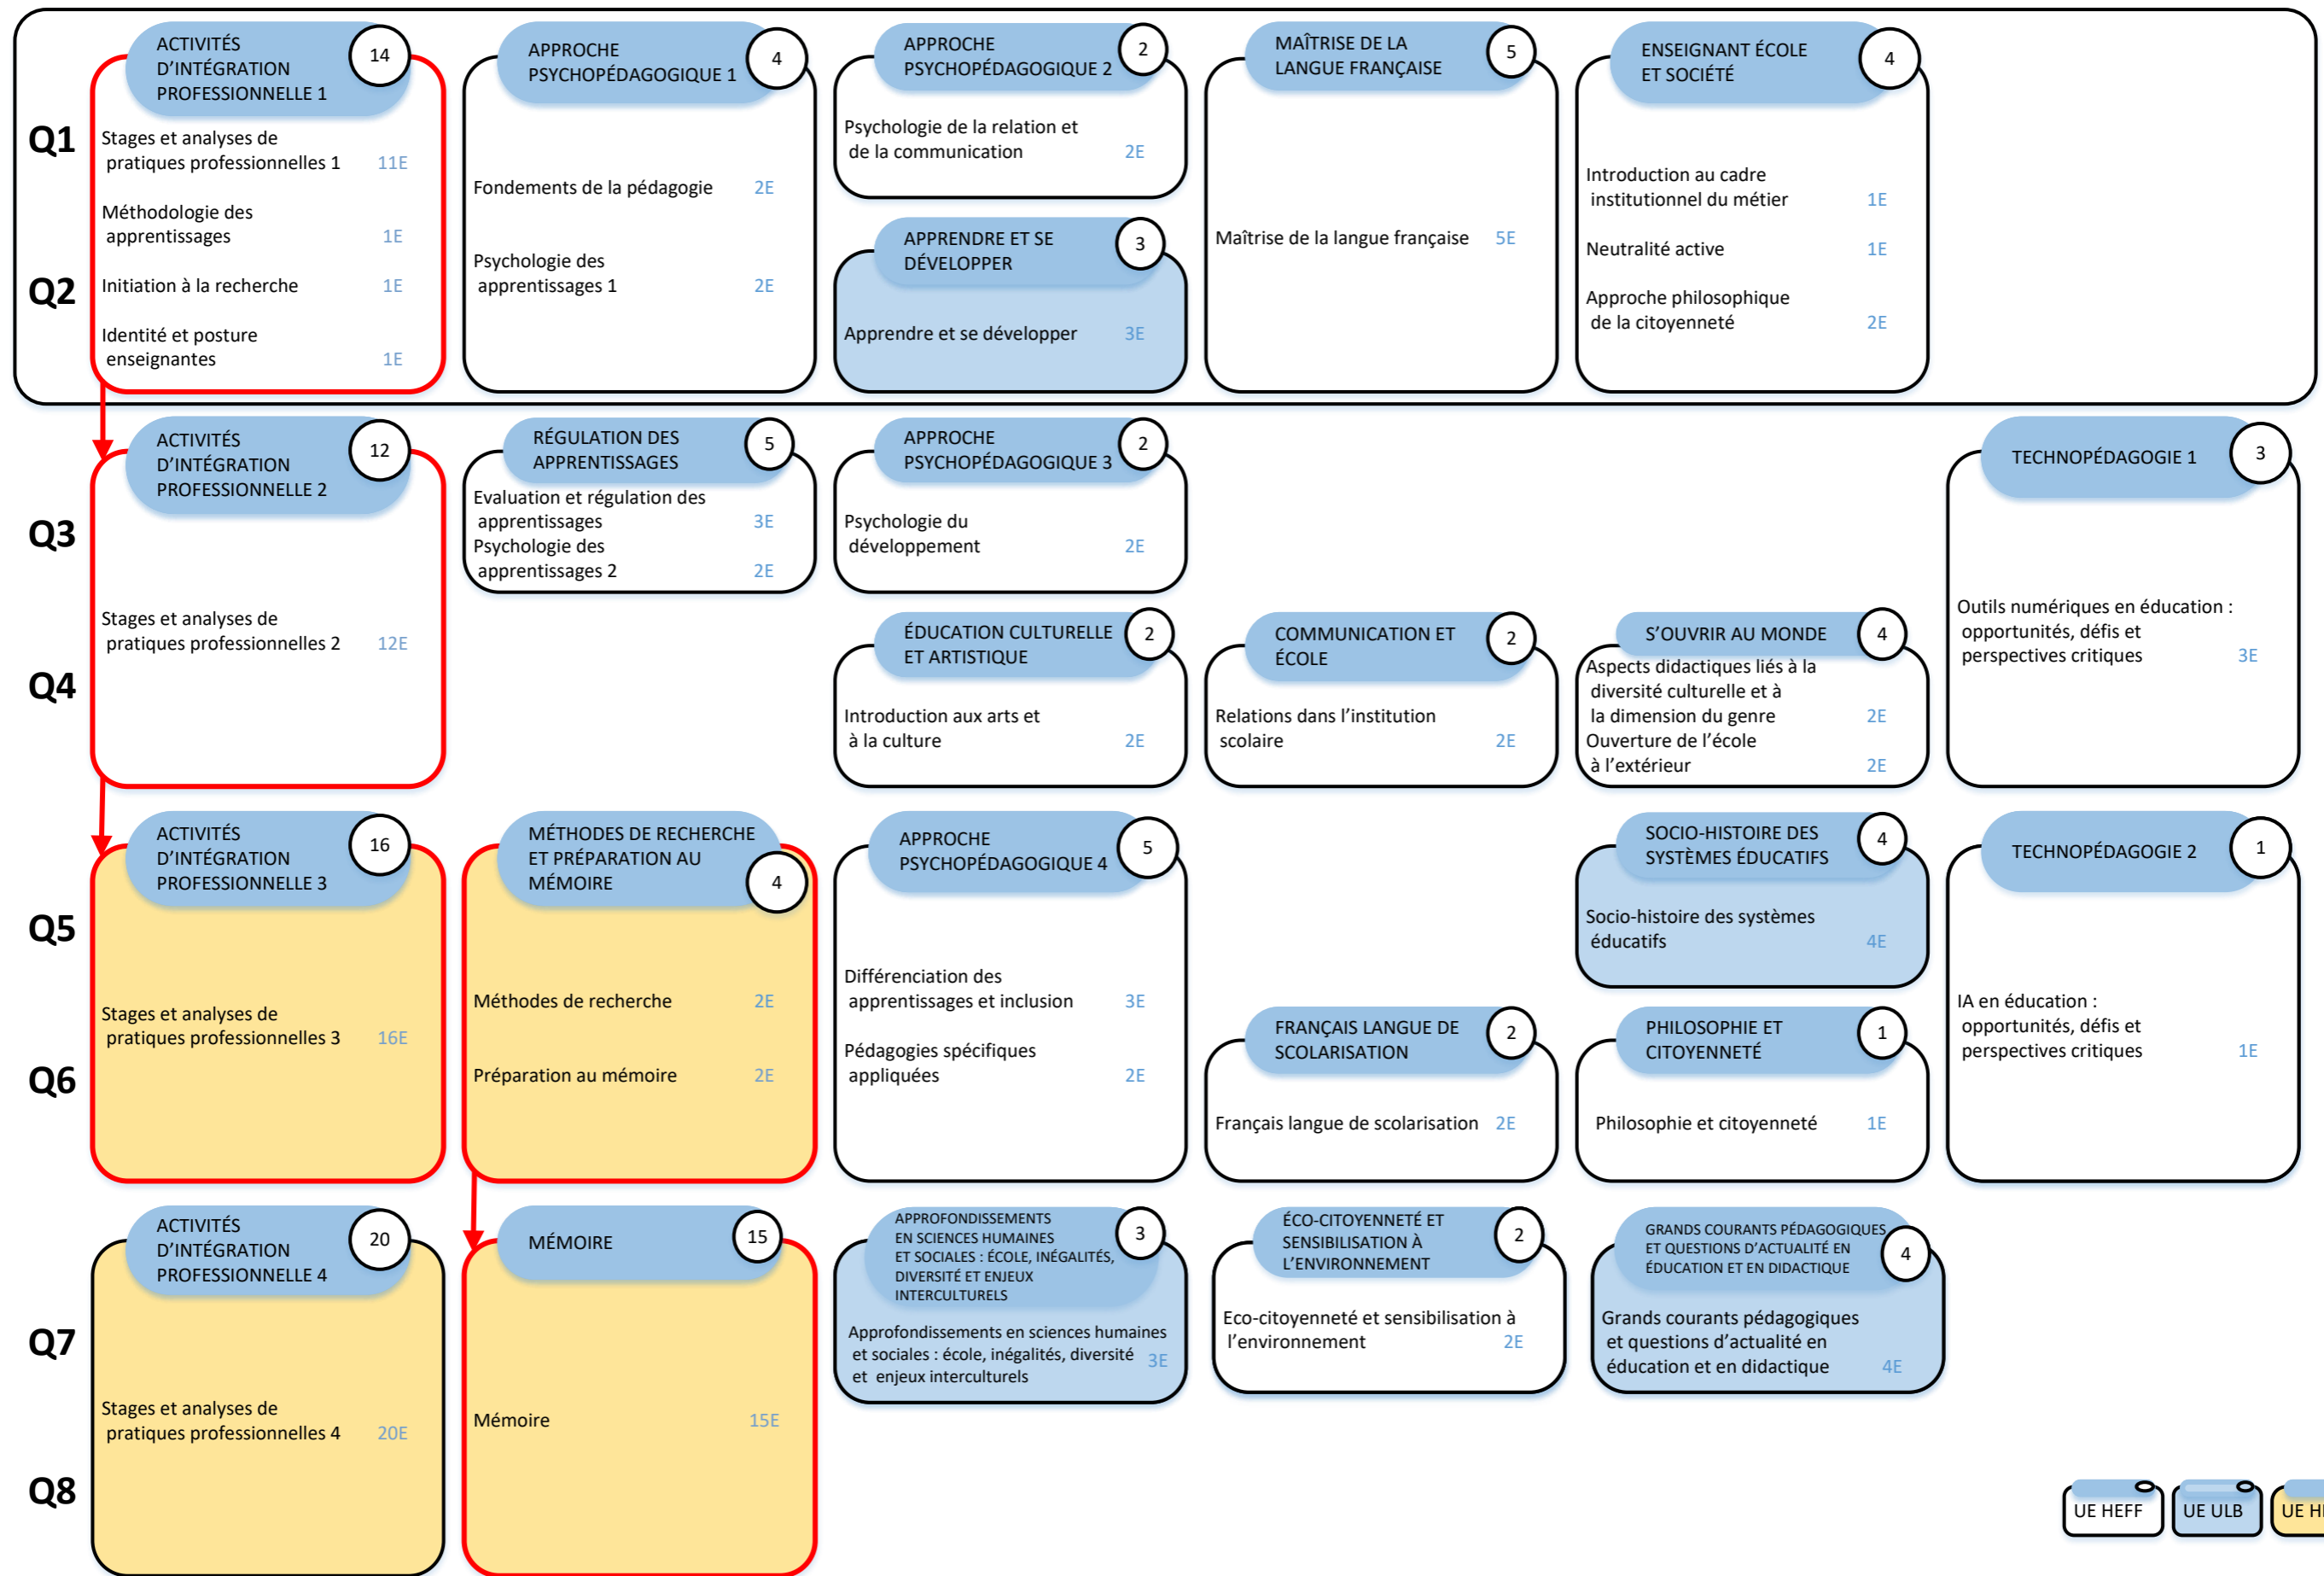 Q1
Q2
ACTIVITÉS
D'INTÉGRATION
PROFESSIONNELLE 1
14
Stages et analyses de
pratiques professionnelles 1 11E
Méthodologie des
apprentissages 1E
Initiation à la recherche 1E
Identité et posture
enseignantes 1E
APPROCHE
PSYCHOPÉDAGOGIQUE 1
4
Fondements de la pédagogie 2E
Psychologie des
apprentissages 1 2E
APPROCHE
PSYCHOPÉDAGOGIQUE 2
2
Psychologie de la relation et
de la communication 2E
APPRENDRE ET SE
DÉVELOPPER
3
Apprendre et se développer 3E
MAÎTRISE DE LA
LANGUE FRANÇAISE
5
Maîtrise de la langue française 5E
ENSEIGNANT ÉCOLE
ET SOCIÉTÉ
4
Introduction au cadre
institutionnel du métier 1E
Neutralité active 1E
Approche philosophique
de la citoyenneté 2E
Q3
Q4
ACTIVITÉS
D'INTÉGRATION
PROFESSIONNELLE 2
12
Stages et analyses de
pratiques professionnelles 2 12E
RÉGULATION DES
APPRENTISSAGES
5
Evaluation et régulation des
apprentissages 3E
Psychologie des
apprentissages 2 2E
APPROCHE
PSYCHOPÉDAGOGIQUE 3
2
Psychologie du
développement 2E
ÉDUCATION CULTURELLE
ET ARTISTIQUE
2
Introduction aux arts et
à la culture 2E
COMMUNICATION ET
ÉCOLE
2
Relations dans l'institution
scolaire 2E
S'OUVRIR AU MONDE
4
Aspects didactiques liés à la
diversité culturelle et à
la dimension du genre 2E
Ouverture de l'école
à l'extérieur 2E
TECHNOPÉDAGOGIE 1
3
Outils numériques en éducation :
opportunités, défis et
perspectives critiques 3E
Q5
Q6
ACTIVITÉS
D'INTÉGRATION
PROFESSIONNELLE 3
16
Stages et analyses de
pratiques professionnelles 3 16E
MÉTHODES DE RECHERCHE
ET PRÉPARATION AU
MÉMOIRE
4
Méthodes de recherche 2E
Préparation au mémoire 2E
APPROCHE
PSYCHOPÉDAGOGIQUE 4
5
Différenciation des
apprentissages et inclusion 3E
Pédagogies spécifiques
appliquées 2E
FRANÇAIS LANGUE DE
SCOLARISATION
2
Français langue de scolarisation 2E
SOCIO-HISTOIRE DES
SYSTÈMES ÉDUCATIFS
4
Socio-histoire des systèmes
éducatifs 4E
PHILOSOPHIE ET
CITOYENNETÉ
1
Philosophie et citoyenneté 1E
TECHNOPÉDAGOGIE 2
1
IA en éducation :
opportunités, défis et
perspectives critiques 1E
Q7
Q8
ACTIVITÉS
D'INTÉGRATION
PROFESSIONNELLE 4
20
Stages et analyses de
pratiques professionnelles 4 20E
MÉMOIRE
15
Mémoire 15E
APPROFONDISSEMENTS
EN SCIENCES HUMAINES
ET SOCIALES : ÉCOLE, INÉGALITÉS,
DIVERSITÉ ET ENJEUX
INTERCULTURELS
3
Approfondissements en sciences humaines
et sociales : école, inégalités, diversité 3E
et enjeux interculturels
ÉCO-CITOYENNETÉ ET
SENSIBILISATION À
L'ENVIRONNEMENT
2
Eco-citoyenneté et sensibilisation à
l'environnement 2E
GRANDS COURANTS PÉDAGOGIQUES
ET QUESTIONS D'ACTUALITÉ EN
ÉDUCATION ET EN DIDACTIQUE
4
Grands courants pédagogiques
et questions d'actualité en
éducation et en didactique 4E
UE HEFF
UE ULB
UE